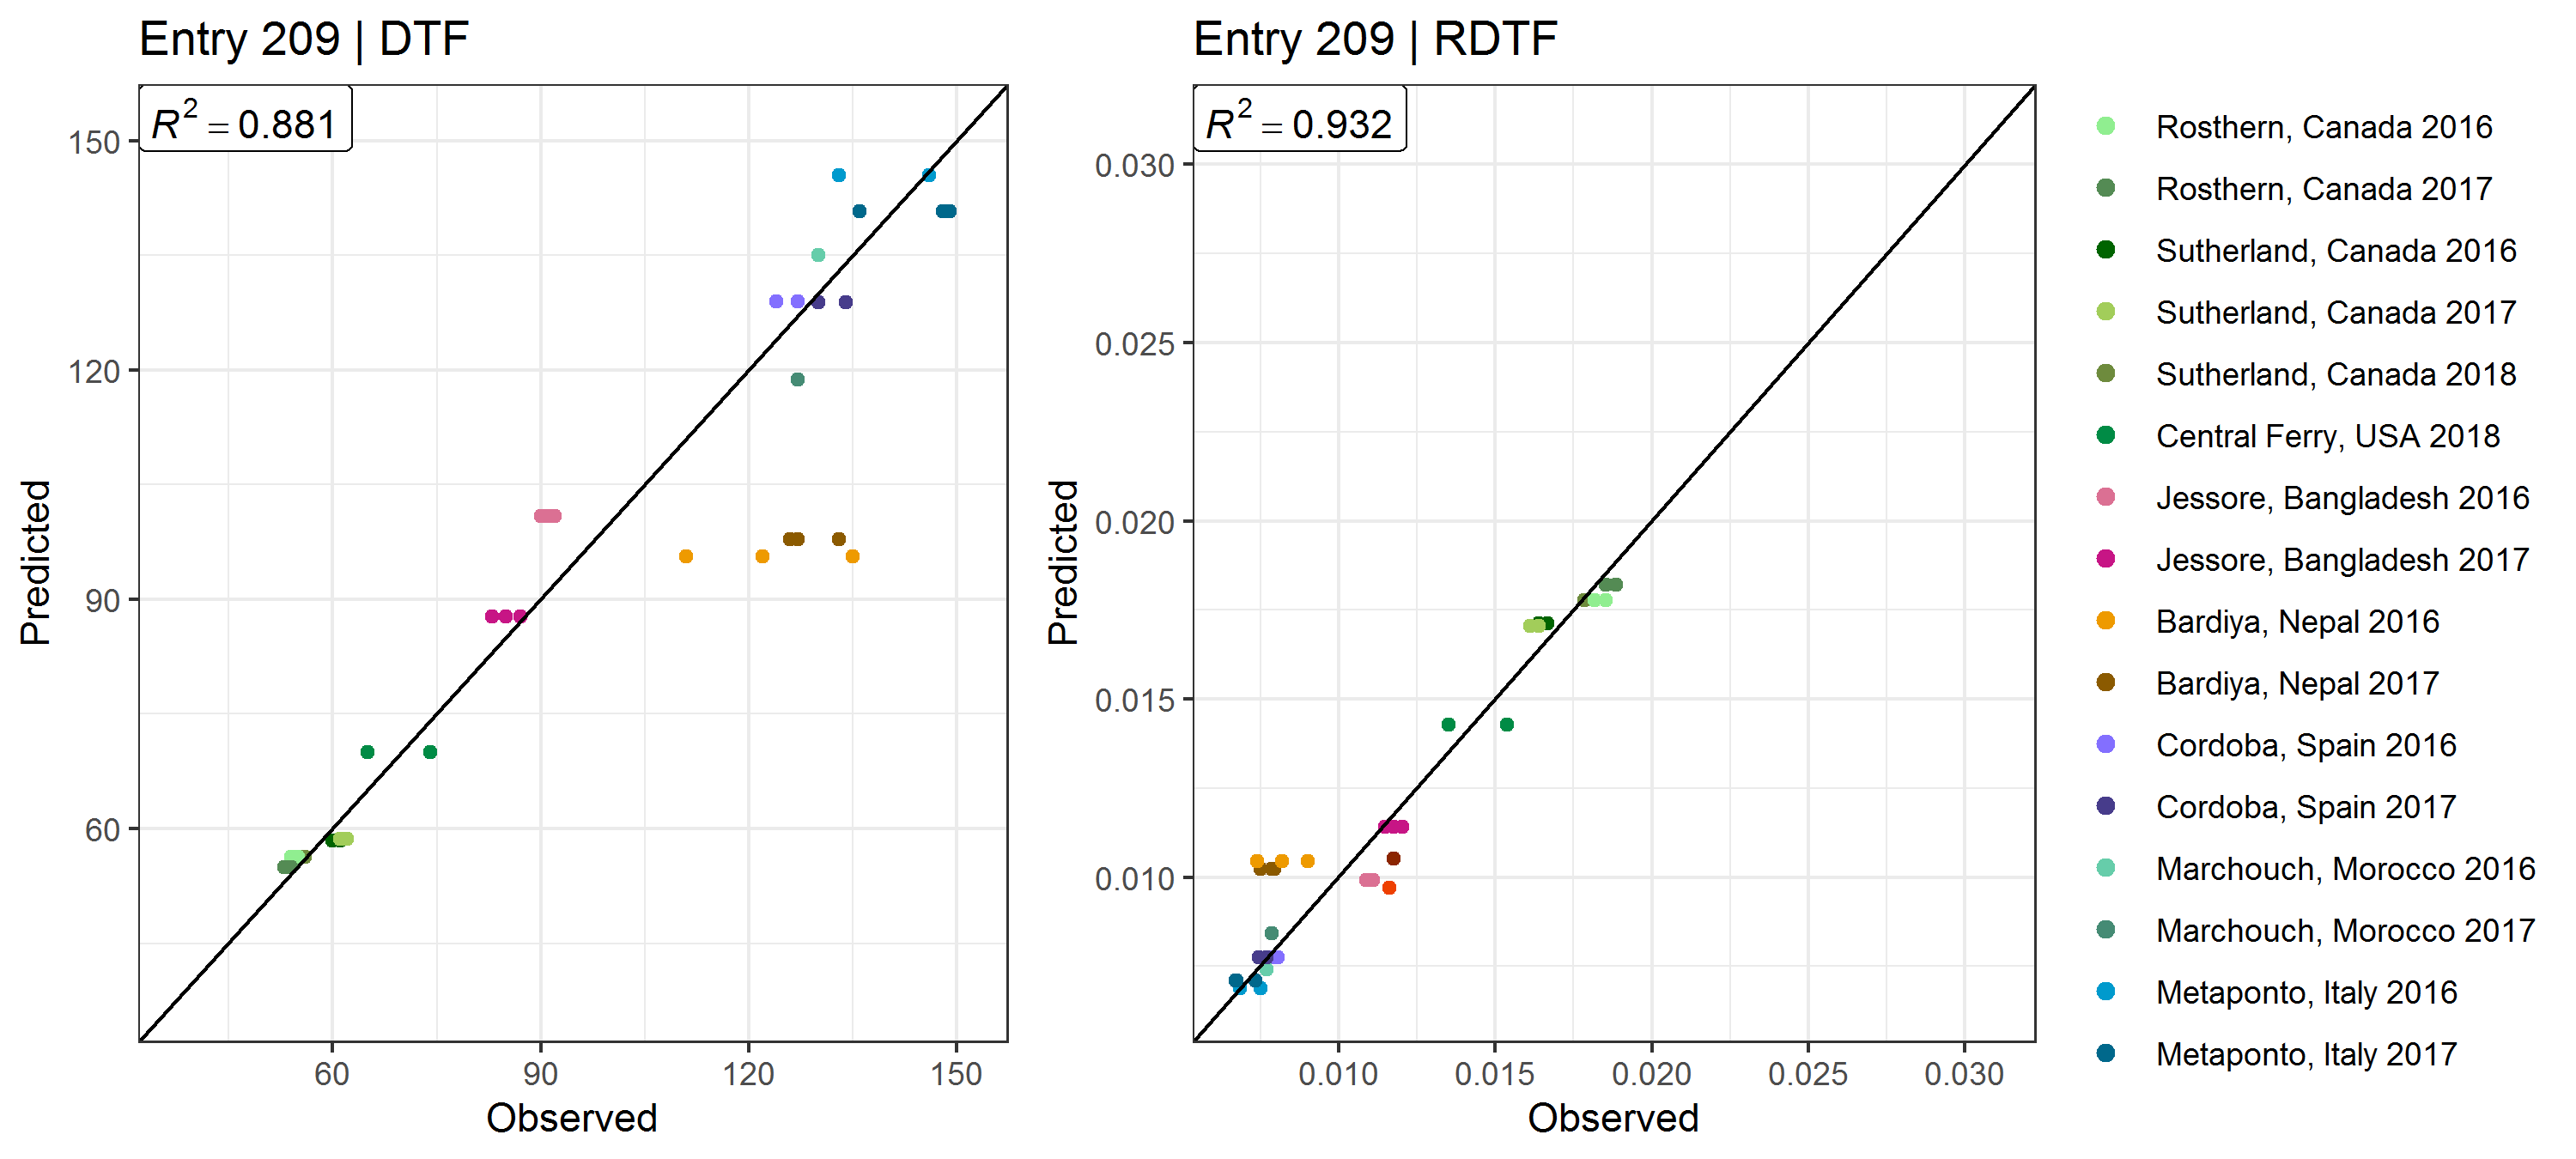 Entry 209 | DTF
R² = 0.881
150
120
90
60
Predicted
60
90
120
150
Observed
Entry 209 | RDTF
R² = 0.932
0.030
0.025
0.020
0.015
0.010
Predicted
0.010
0.015
0.020
0.025
0.030
Observed
Rosthern, Canada 2016
Rosthern, Canada 2017
Sutherland, Canada 2016
Sutherland, Canada 2017
Sutherland, Canada 2018
Central Ferry, USA 2018
Jessore, Bangladesh 2016
Jessore, Bangladesh 2017
Bardiya, Nepal 2016
Bardiya, Nepal 2017
Cordoba, Spain 2016
Cordoba, Spain 2017
Marchouch, Morocco 2016
Marchouch, Morocco 2017
Metaponto, Italy 2016
Metaponto, Italy 2017